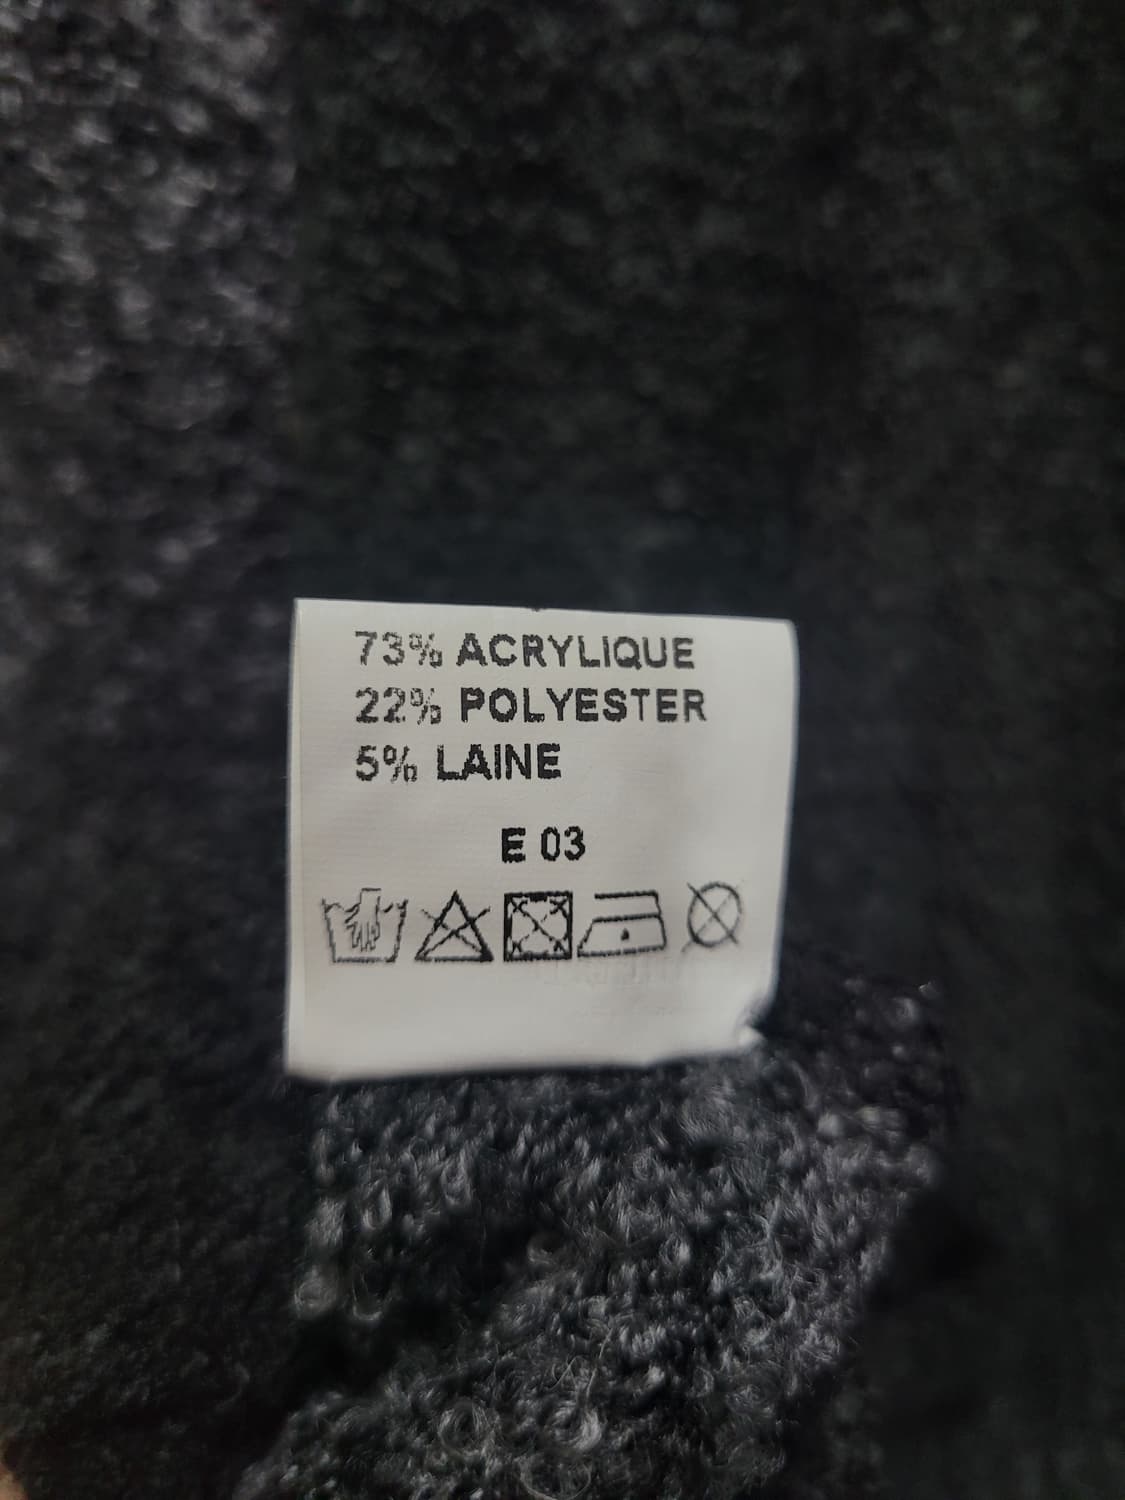 73% ACRYLIQUE
22% POLYESTER
5% LAINE
E 03